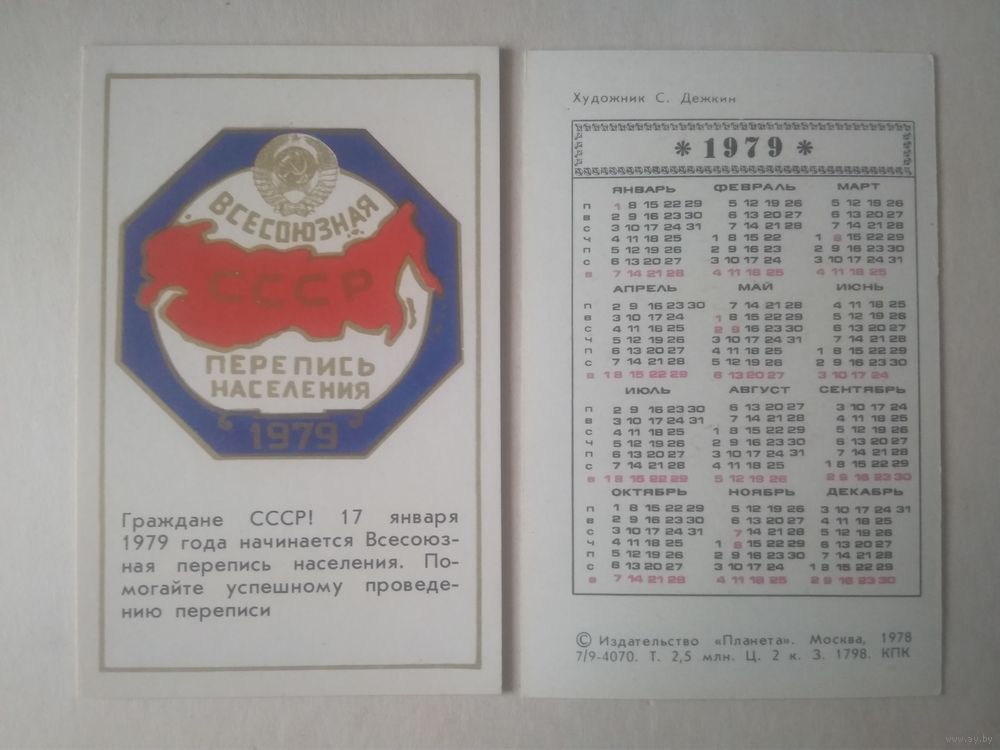 ВСЕСОЮЗНАЯ
СССР
ПЕРЕПИСЬ
НАСЕЛЕНИЯ
1979
Граждане СССР! 17 января
1979 года начинается Всесоюз-
ная перепись населения. По-
могайте успешному проведе-
нию переписи
Художник С. Дежкин
* 1979 *
ЯНВАРЬ ФЕВРАЛЬ МАРТ
П 1 8 15 22 29 5 12 19 26 5 12 19 26
В 2 9 16 23 30 6 13 20 27 6 13 20 27
С 3 10 17 24 31 7 14 21 28 7 14 21 28
Ч 4 11 18 25 1 8 15 22 1 8 15 22 29
П 5 12 19 26 2 9 16 23 2 9 16 23 30
С 6 13 20 27 3 10 17 24 3 10 17 24 31
В 7 14 21 28 4 11 18 25 4 11 18 25
АПРЕЛЬ МАЙ ИЮНЬ
П 2 9 16 23 30 7 14 21 28 4 11 18 25
В 3 10 17 24 1 8 15 22 29 5 12 19 26
С 4 11 18 25 2 9 16 23 30 6 13 20 27
Ч 5 12 19 26 3 10 17 24 31 7 14 21 28
П 6 13 20 27 4 11 18 25 1 8 15 22 29
С 7 14 21 28 5 12 19 26 2 9 16 23 30
В 1 8 15 22 29 6 13 20 27 3 10 17 24
ИЮЛЬ АВГУСТ СЕНТЯБРЬ
П 2 9 16 23 30 6 13 20 27 3 10 17 24
В 3 10 17 24 31 7 14 21 28 4 11 18 25
С 4 11 18 25 1 8 15 22 29 5 12 19 26
Ч 5 12 19 26 2 9 16 23 30 6 13 20 27
П 6 13 20 27 3 10 17 24 31 7 14 21 28
С 7 14 21 28 4 11 18 25 1 8 15 22 29
В 1 8 15 22 29 5 12 19 26 2 9 16 23 30
ОКТЯБРЬ НОЯБРЬ ДЕКАБРЬ
П 1 8 15 22 29 5 12 19 26 3 10 17 24 31
В 2 9 16 23 30 6 13 20 27 4 11 18 25
С 3 10 17 24 31 7 14 21 28 5 12 19 26
Ч 4 11 18 25 1 8 15 22 29 6 13 20 27
П 5 12 19 26 2 9 16 23 30 7 14 21 28
С 6 13 20 27 3 10 17 24 1 8 15 22 29
В 7 14 21 28 4 11 18 25 2 9 16 23 30
© Издательство «Планета». Москва, 1978
7/9-4070. Т. 2,5 млн. Ц. 2 к. З. 1798. КПК
www.ay.by